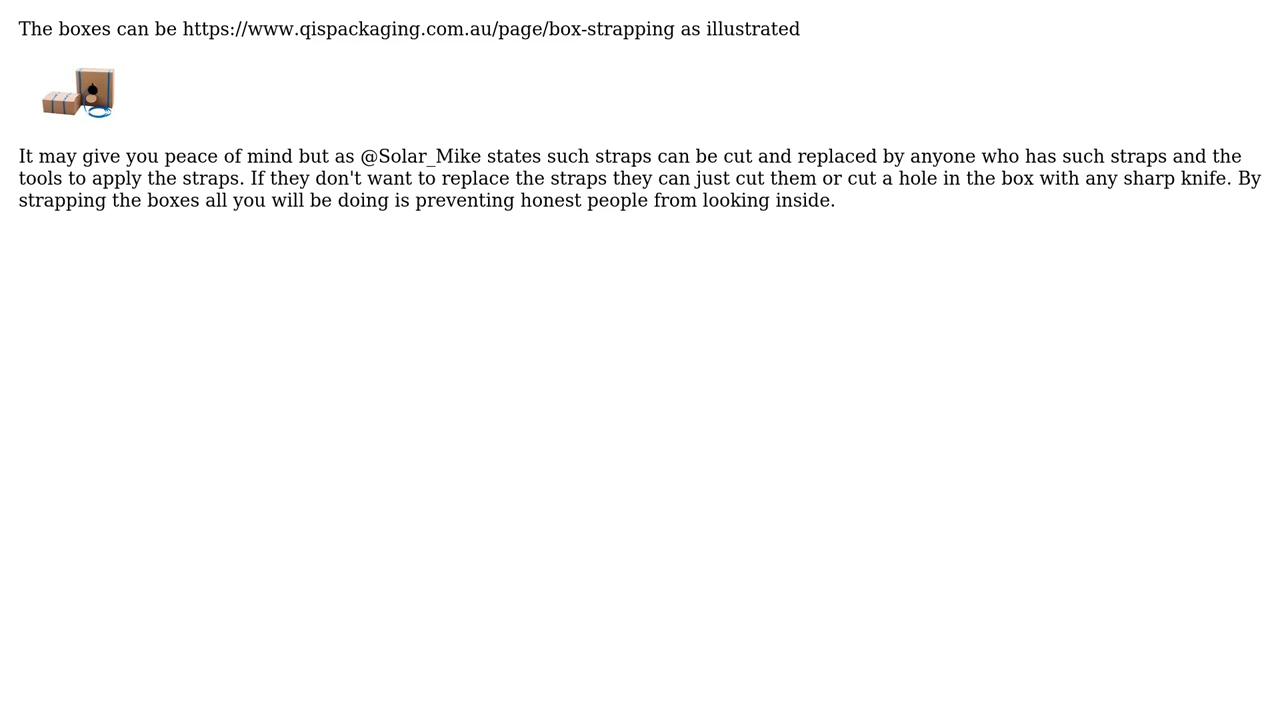 The boxes can be https://www.qispackaging.com.au/page/box-strapping as illustrated
It may give you peace of mind but as @Solar_Mike states such straps can be cut and replaced by anyone who has such straps and the
tools to apply the straps. If they don't want to replace the straps they can just cut them or cut a hole in the box with any sharp knife. By
strapping the boxes all you will be doing is preventing honest people from looking inside.